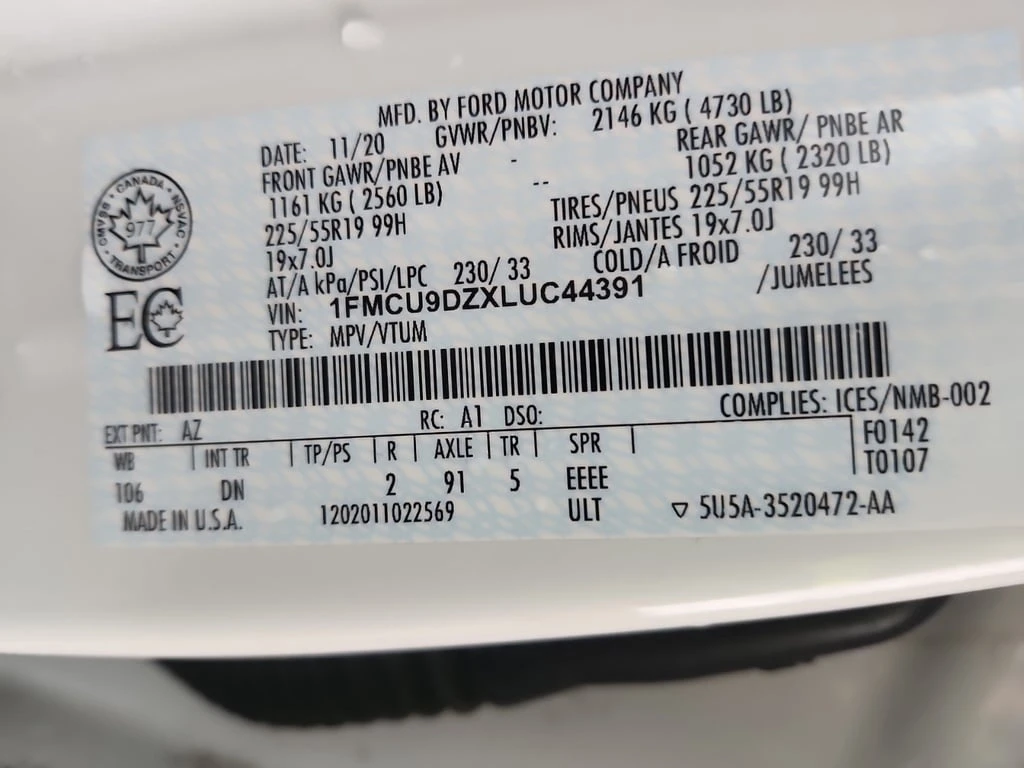 MFD. BY FORD MOTOR COMPANY
DATE: 11/20 GVWR/PNBV: 2146 KG ( 4730 LB)
FRONT GAWR/PNBE AV - REAR GAWR/ PNBE AR
1161 KG ( 2560 LB) -- 1052 KG ( 2320 LB)
225/55R19 99H TIRES/PNEUS 225/55R19 99H
19x7.0J RIMS/JANTES 19x7.0J
AT/A kPa/PSI/LPC 230/ 33 COLD/A FROID 230/ 33
VIN: 1FMCU9DZXLUC44391 /JUMELEES
TYPE: MPV/VTUM
CANADA
CMVSS NSVAC
977
TRANSPORT
EC
EXT PNT: AZ RC: A1 DSO: COMPLIES: ICES/NMB-002
WB | INT TR | TP/PS | R | AXLE | TR | SPR | F0142
106 DN 2 91 5 EEEE T0107
MADE IN U.S.A. 1202011022569 ULT ▽ 5U5A-3520472-AA